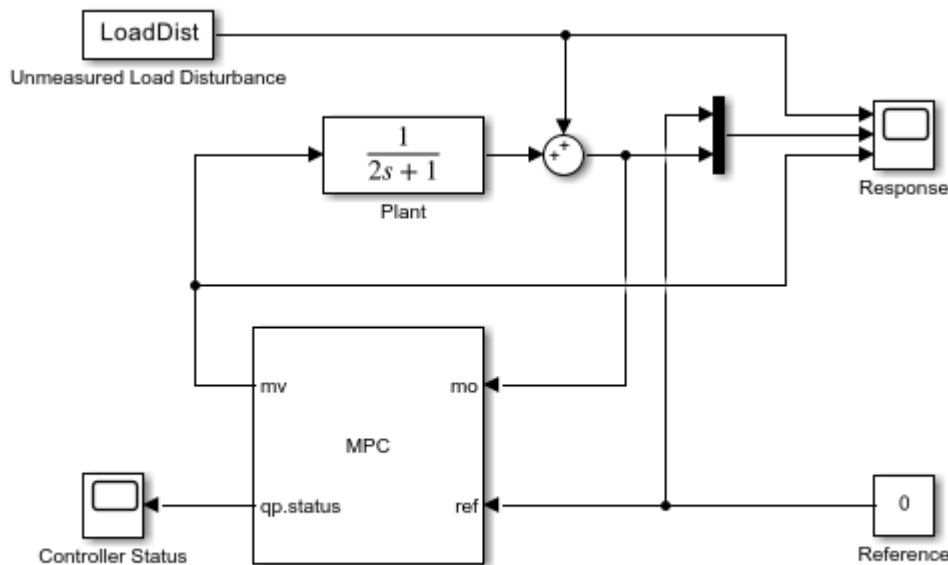 LoadDist
Unmeasured Load Disturbance
1
2s + 1
Plant
+
+
Response
mv
mo
MPC
qp.status
ref
0
Controller Status
Reference